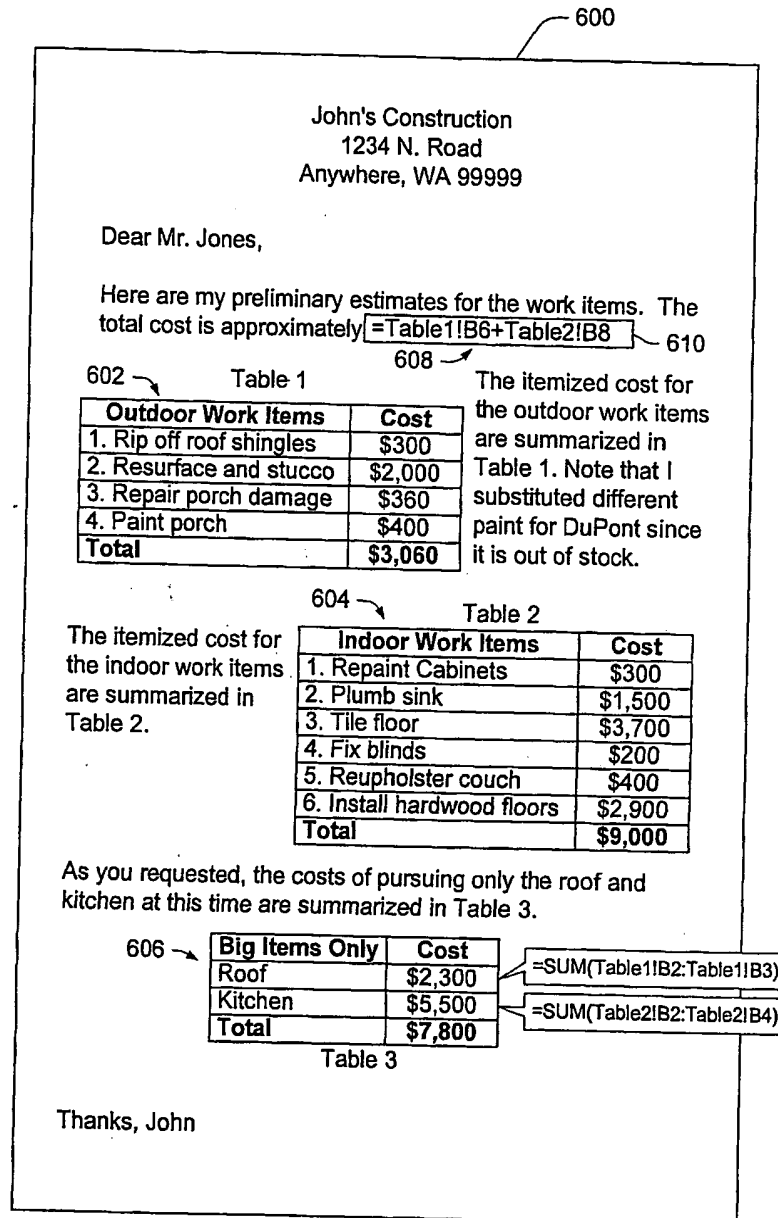 600
John's Construction
1234 N. Road
Anywhere, WA 99999
Dear Mr. Jones,
Here are my preliminary estimates for the work items. The
total cost is approximately =Table1!B6+Table2!B8 610
608
602 Table 1
Outdoor Work Items Cost
1. Rip off roof shingles $300
2. Resurface and stucco $2,000
3. Repair porch damage $360
4. Paint porch $400
Total $3,060
The itemized cost for
the outdoor work items
are summarized in
Table 1. Note that I
substituted different
paint for DuPont since
it is out of stock.
604 Table 2
The itemized cost for
the indoor work items
are summarized in
Table 2.
Indoor Work Items Cost
1. Repaint Cabinets $300
2. Plumb sink $1,500
3. Tile floor $3,700
4. Fix blinds $200
5. Reupholster couch $400
6. Install hardwood floors $2,900
Total $9,000
As you requested, the costs of pursuing only the roof and
kitchen at this time are summarized in Table 3.
606 Big Items Only Cost
Roof $2,300 =SUM(Table1!B2:Table1!B3)
Kitchen $5,500 =SUM(Table2!B2:Table2!B4)
Total $7,800
Table 3
Thanks, John